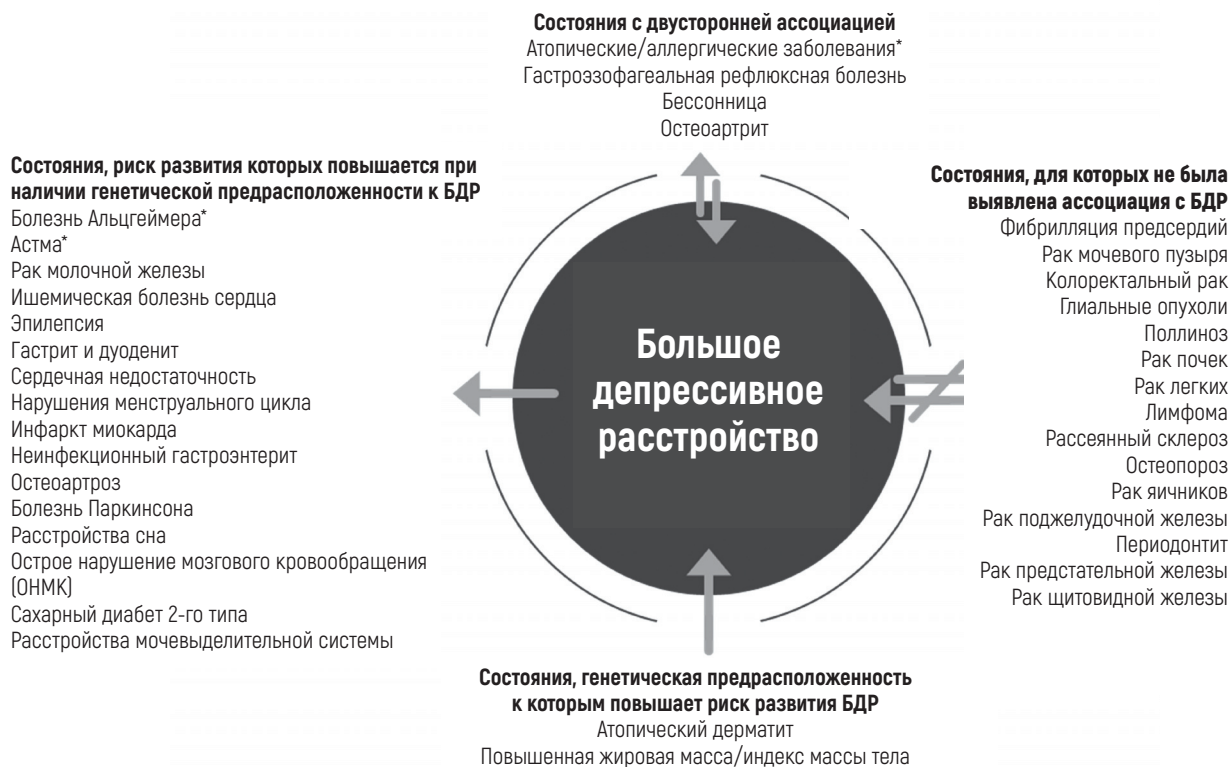 Состояния с двусторонней ассоциацией
Атопические/аллергические заболевания*
Гастроэзофагеальная рефлюксная болезнь
Бессонница
Остеоартрит
Состояния, риск развития которых повышается при
наличии генетической предрасположенности к БДР
Болезнь Альцгеймера*
Астма*
Рак молочной железы
Ишемическая болезнь сердца
Эпилепсия
Гастрит и дуоденит
Сердечная недостаточность
Нарушения менструального цикла
Инфаркт миокарда
Неинфекционный гастроэнтерит
Остеоартроз
Болезнь Паркинсона
Расстройства сна
Острое нарушение мозгового кровообращения
(ОНМК)
Сахарный диабет 2-го типа
Расстройства мочевыделительной системы
Большое
депрессивное
расстройство
Состояния, для которых не была
выявлена ассоциация с БДР
Фибрилляция предсердий
Рак мочевого пузыря
Колоректальный рак
Глиальные опухоли
Поллиноз
Рак почек
Рак легких
Лимфома
Рассеянный склероз
Остеопороз
Рак яичников
Рак поджелудочной железы
Периодонтит
Рак предстательной железы
Рак щитовидной железы
Состояния, генетическая предрасположенность
к которым повышает риск развития БДР
Атопический дерматит
Повышенная жировая масса/индекс массы тела